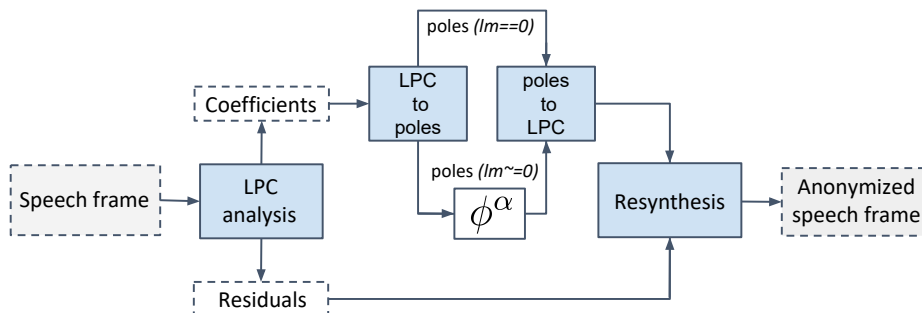 poles (Im==0)
Coefficients
LPC
to
poles
poles
to
LPC
poles (Im~=0)
Speech frame
LPC
analysis
ϕ^α
Resynthesis
Anonymized
speech frame
Residuals